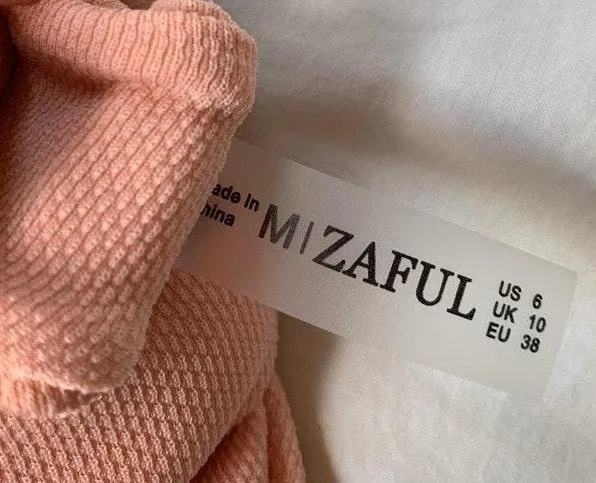 ade In
hina
M | ZAFUL
US 6
UK 10
EU 38